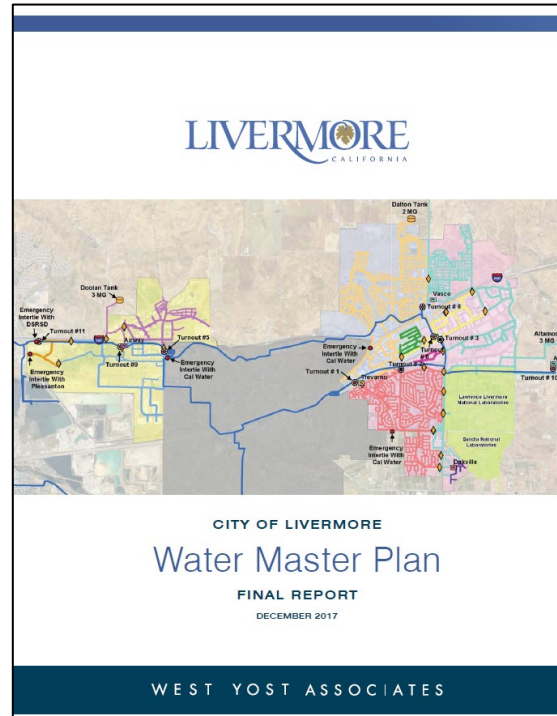 LIVERMORE
CALIFORNIA
Dalton Tank
2 MG
Doolan Tank
3 MG
Emergency
Intertie With
DSRSD
Turnout #11
Airway
Turnout #5
Emergency
Intertie With
Pleasanton
Turnout #9
Emergency
Intertie With
Cal Water
Vasco
Turnout # 8
Emergency
Intertie With
Cal Water
Turnout # 3
Altamont
3 MG
Turnout # 1
Trevarno
Turnout # 10
Lawrence Livermore
National Laboratories
Sandia National
Laboratories
Emergency
Intertie With
Cal Water
Oakville
CITY OF LIVERMORE
Water Master Plan
FINAL REPORT
DECEMBER 2017
WEST YOST ASSOCIATES